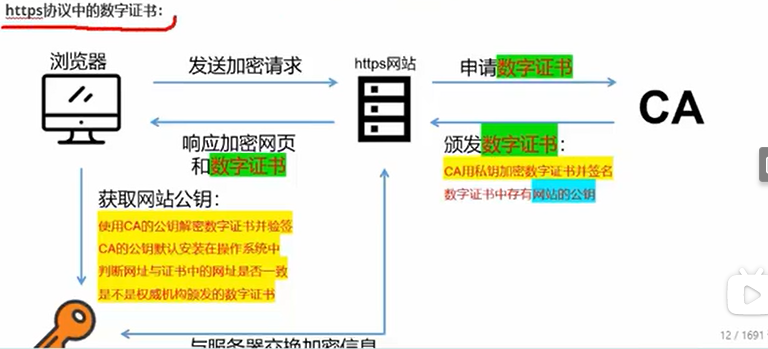 https协议中的数字证书：
浏览器
发送加密请求
https网站
申请数字证书
CA
响应加密网页
和数字证书
颁发数字证书：
CA用私钥加密数字证书并签名
数字证书中存有网站的公钥
获取网站公钥：
使用CA的公钥解密数字证书并验签
CA的公钥默认安装在操作系统中
判断网址与证书中的网址是否一致
是不是权威机构颁发的数字证书
与服务器交换加密信息
12 / 1691